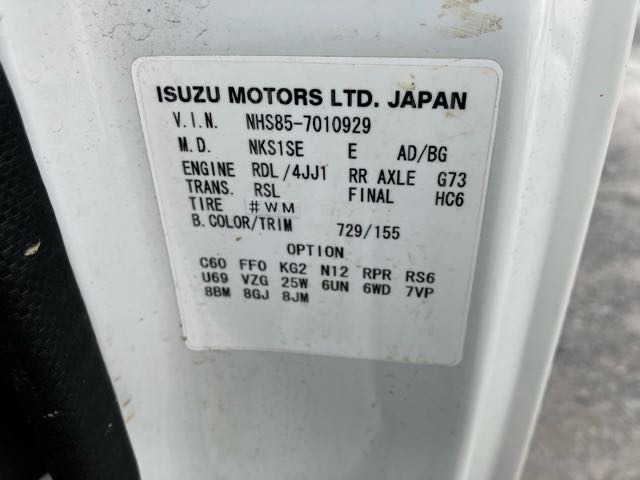 ISUZU MOTORS LTD. JAPAN
V.I.N. NHS85-7010929
M.D. NKS1SE E AD/BG
ENGINE RDL/4JJ1 RR AXLE G73
TRANS. RSL FINAL HC6
TIRE #WM
B.COLOR/TRIM 729/155
OPTION
C60 FF0 KG2 N12 RPR RS6
U69 VZG 25W 6UN 6WD 7VP
8BM 8GJ 8JM